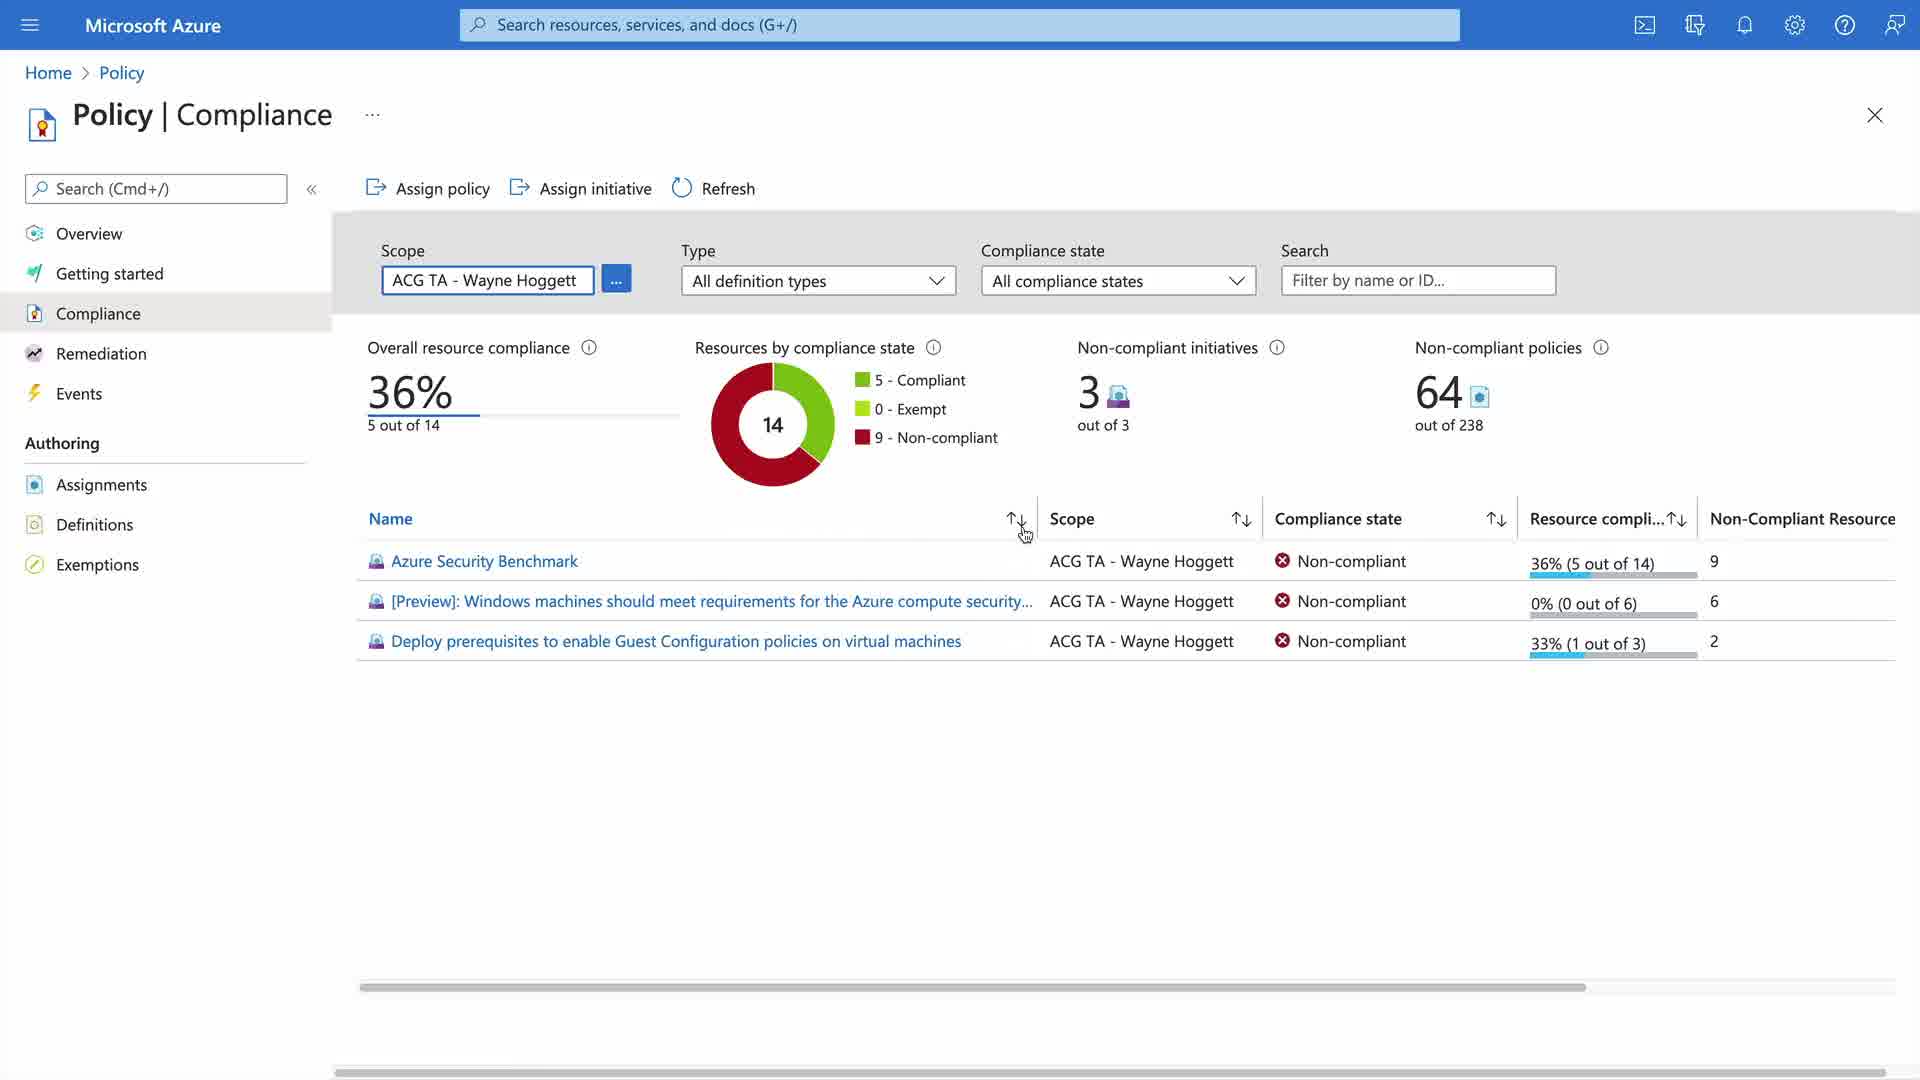 Microsoft Azure
Search resources, services, and docs (G+/)
Home > Policy
Policy | Compliance ...
Search (Cmd+/) «
Assign policy Assign initiative Refresh
Overview
Getting started
Compliance
Remediation
Events
Authoring
Assignments
Definitions
Exemptions
Scope Type Compliance state Search
ACG TA - Wayne Hoggett ... All definition types All compliance states Filter by name or ID...
Overall resource compliance
36%
5 out of 14
Resources by compliance state
14
5 - Compliant
0 - Exempt
9 - Non-compliant
Non-compliant initiatives
3
out of 3
Non-compliant policies
64
out of 238
Name Scope Compliance state Resource compli... Non-Compliant Resource
Azure Security Benchmark ACG TA - Wayne Hoggett Non-compliant 36% (5 out of 14) 9
[Preview]: Windows machines should meet requirements for the Azure compute security... ACG TA - Wayne Hoggett Non-compliant 0% (0 out of 6) 6
Deploy prerequisites to enable Guest Configuration policies on virtual machines ACG TA - Wayne Hoggett Non-compliant 33% (1 out of 3) 2